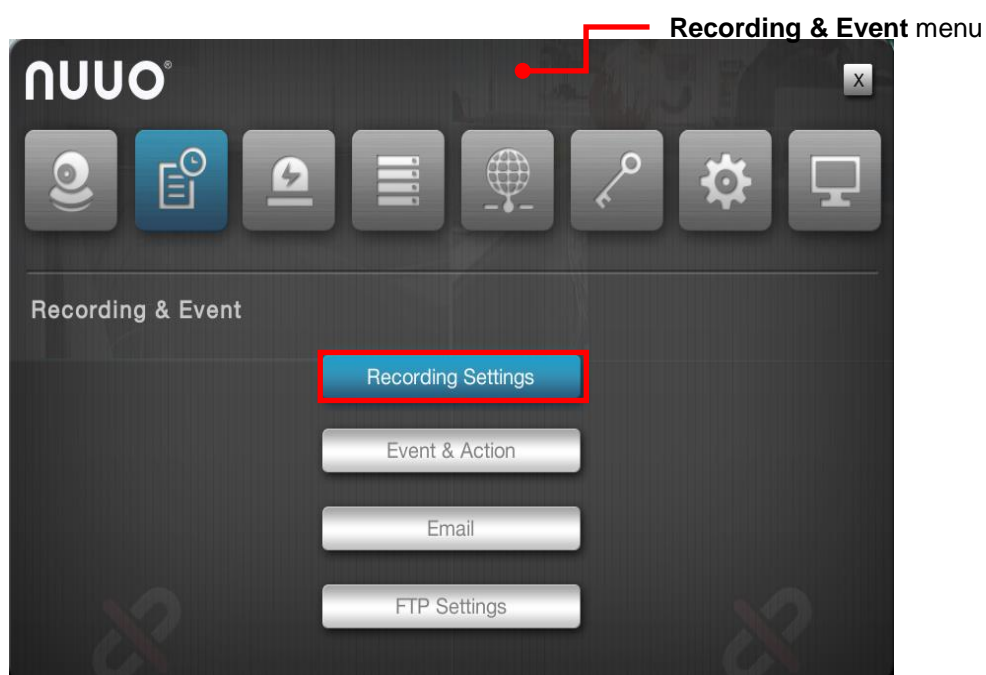 Recording & Event menu
NUUO®
X
Recording & Event
Recording Settings
Event & Action
Email
FTP Settings